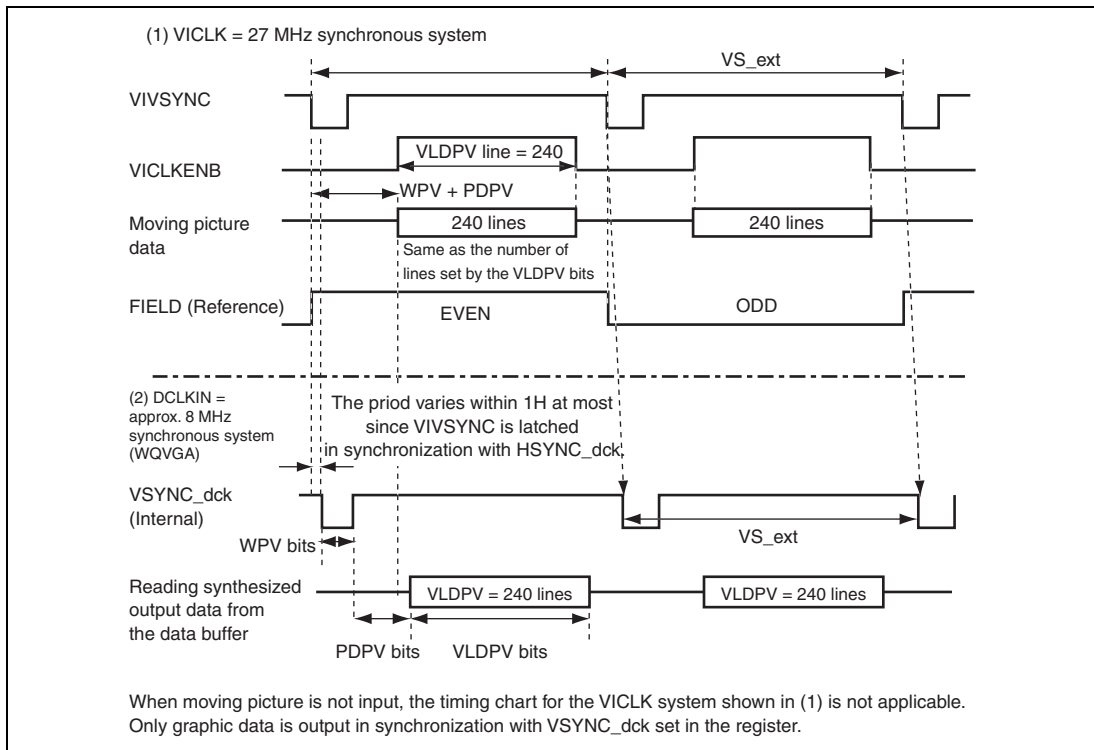 (1) VICLK = 27 MHz synchronous system
VS_ext
VIVSYNC
VLDPV line = 240
VICLKENB
WPV + PDPV
Moving picture
data
240 lines
240 lines
Same as the number of
lines set by the VLDPV bits
FIELD (Reference)
EVEN
ODD
(2) DCLKIN =
approx. 8 MHz
synchronous system
(WQVGA)
The priod varies within 1H at most
since VIVSYNC is latched
in synchronization with HSYNC_dck.
VSYNC_dck
(Internal)
VS_ext
WPV bits
Reading synthesized
output data from
the data buffer
VLDPV = 240 lines
VLDPV = 240 lines
PDPV bits
VLDPV bits
When moving picture is not input, the timing chart for the VICLK system shown in (1) is not applicable.
Only graphic data is output in synchronization with VSYNC_dck set in the register.